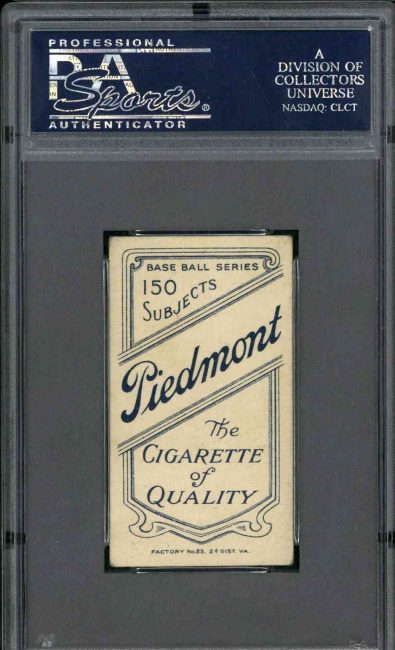 PROFESSIONAL
PSA
Sports®
AUTHENTICATOR
A
DIVISION OF
COLLECTORS
UNIVERSE
NASDAQ: CLCT
BASE BALL SERIES
150
SUBJECTS
Piedmont
The
CIGARETTE
of
QUALITY
FACTORY No. 25, 2d DIST. VA.